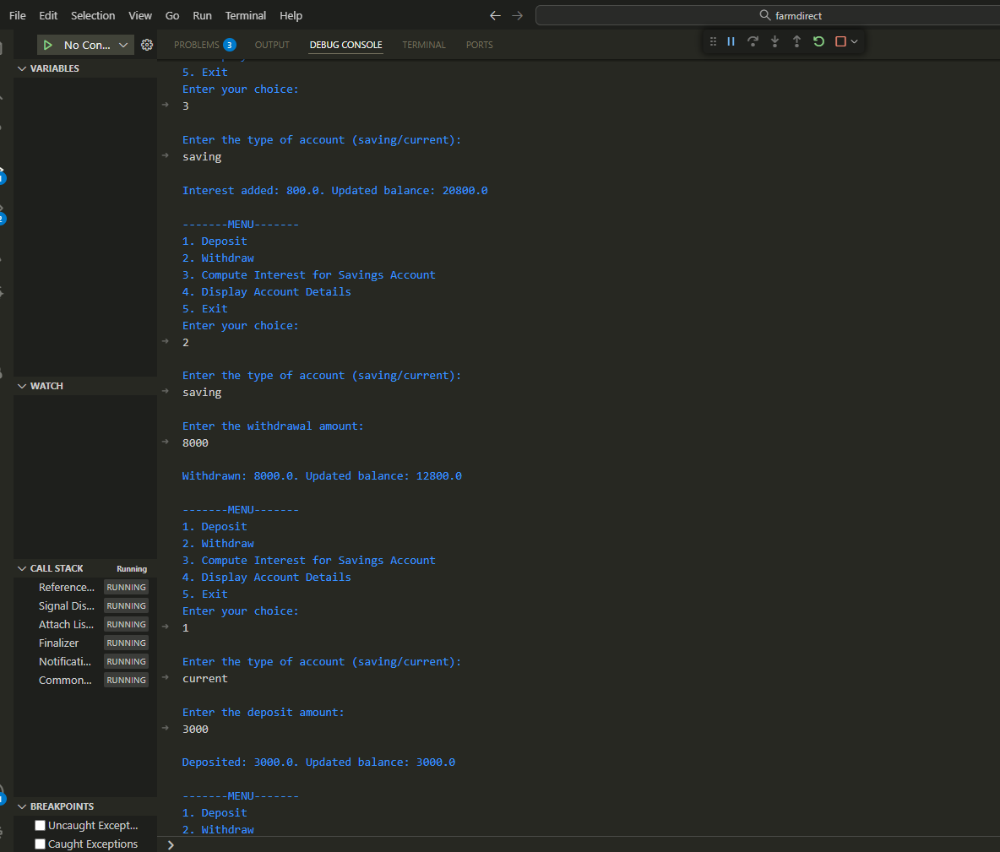 File Edit Selection View Go Run Terminal Help
farmdirect
No Con...
PROBLEMS 3 OUTPUT DEBUG CONSOLE TERMINAL PORTS
VARIABLES
5. Exit
Enter your choice:
3
Enter the type of account (saving/current):
saving
Interest added: 800.0. Updated balance: 20800.0
-------MENU-------
1. Deposit
2. Withdraw
3. Compute Interest for Savings Account
4. Display Account Details
5. Exit
Enter your choice:
2
Enter the type of account (saving/current):
saving
Enter the withdrawal amount:
8000
Withdrawn: 8000.0. Updated balance: 12800.0
-------MENU-------
1. Deposit
2. Withdraw
3. Compute Interest for Savings Account
4. Display Account Details
5. Exit
Enter your choice:
1
Enter the type of account (saving/current):
current
Enter the deposit amount:
3000
Deposited: 3000.0. Updated balance: 3000.0
-------MENU-------
1. Deposit
2. Withdraw
WATCH
CALL STACK Running
Reference... RUNNING
Signal Dis... RUNNING
Attach Lis... RUNNING
Finalizer RUNNING
Notificati... RUNNING
Common... RUNNING
BREAKPOINTS
Uncaught Except...
Caught Exceptions